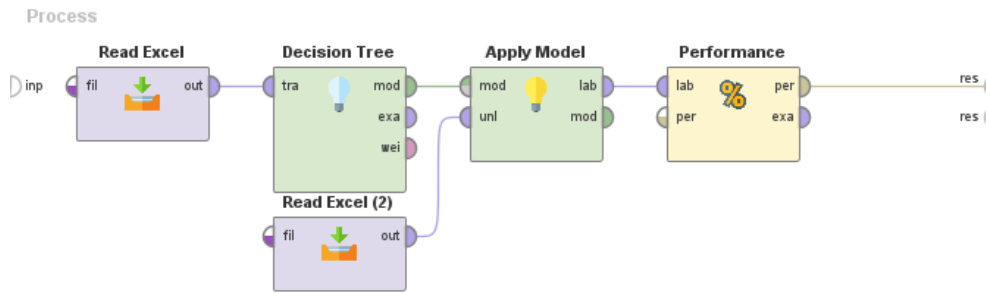 Process
Read Excel
Decision Tree
Apply Model
Performance
inp
fil
out
tra
mod
mod
lab
lab
per
res
exa
unl
mod
per
exa
res
wei
Read Excel (2)
fil
out
%